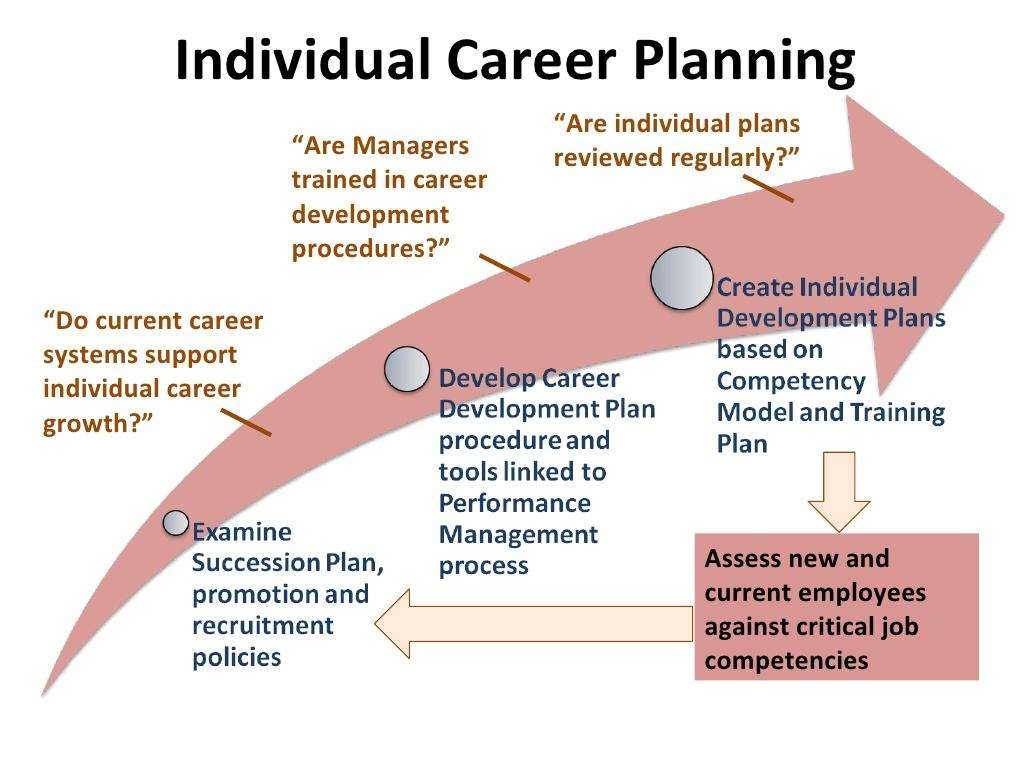 Individual Career Planning
“Are individual plans
reviewed regularly?”
“Are Managers
trained in career
development
procedures?”
“Do current career
systems support
individual career
growth?”
Create Individual
Development Plans
based on
Competency
Model and Training
Plan
Develop Career
Development Plan
procedure and
tools linked to
Performance
Management
process
Examine
Succession Plan,
promotion and
recruitment
policies
Assess new and
current employees
against critical job
competencies